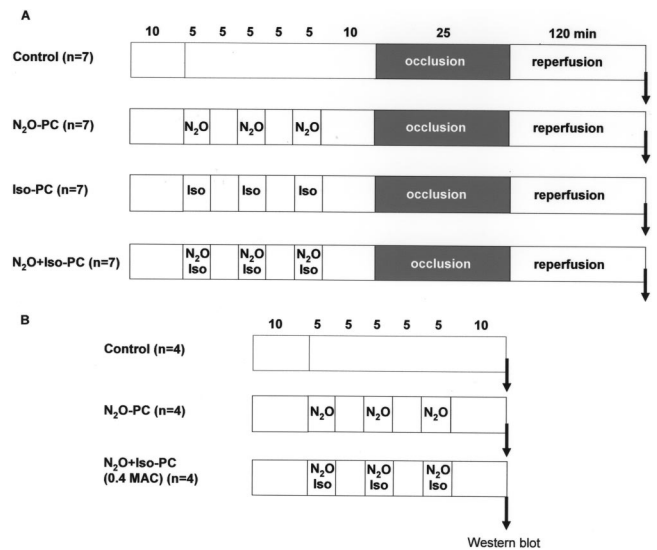 A
10 5 5 5 5 5 10 25 120 min
Control (n=7) occlusion reperfusion
N₂O-PC (n=7) N₂O N₂O N₂O occlusion reperfusion
Iso-PC (n=7) Iso Iso Iso occlusion reperfusion
N₂O N₂O N₂O
N₂O+Iso-PC (n=7) Iso Iso Iso occlusion reperfusion
B
10 5 5 5 5 5 10
Control (n=4)
N₂O-PC (n=4) N₂O N₂O N₂O
N₂O+Iso-PC N₂O N₂O N₂O
(0.4 MAC) (n=4) Iso Iso Iso
Western blot